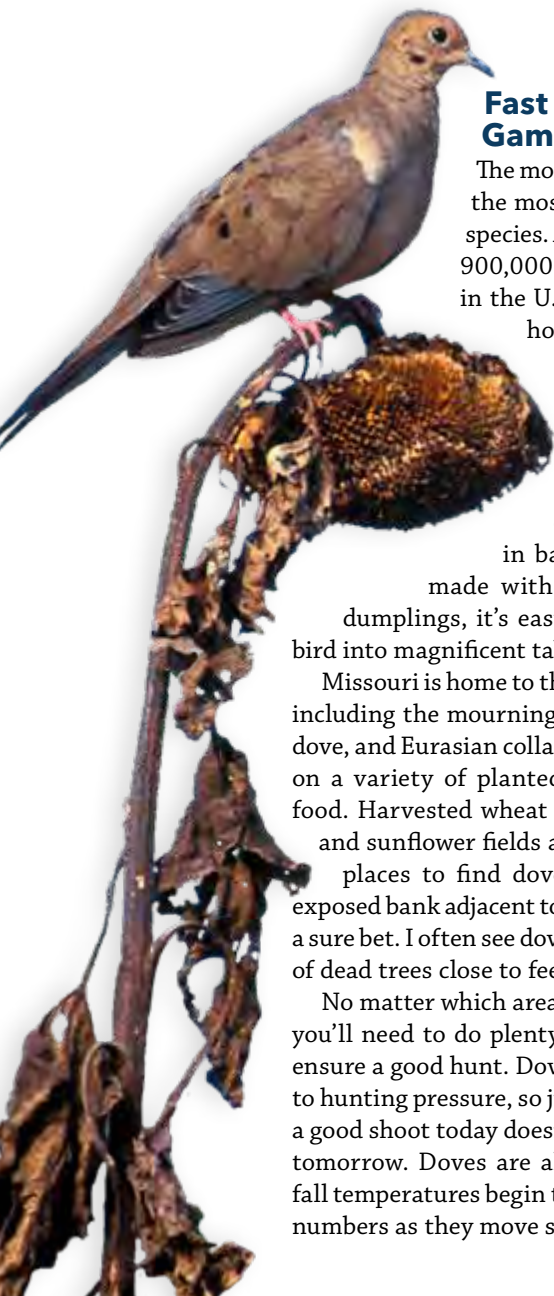 Fast
Gam
The mo
the mos
species.
900,000
in the U.
ho
in ba
made with
dumplings, it’s eas
bird into magnificent ta
Missouri is home to th
including the mourning
dove, and Eurasian colla
on a variety of planted
food. Harvested wheat
and sunflower fields a
places to find dov
exposed bank adjacent to
a sure bet. I often see dov
of dead trees close to fee
No matter which area
you’ll need to do plenty
ensure a good hunt. Dov
to hunting pressure, so j
a good shoot today does
tomorrow. Doves are a
fall temperatures begin t
numbers as they move s